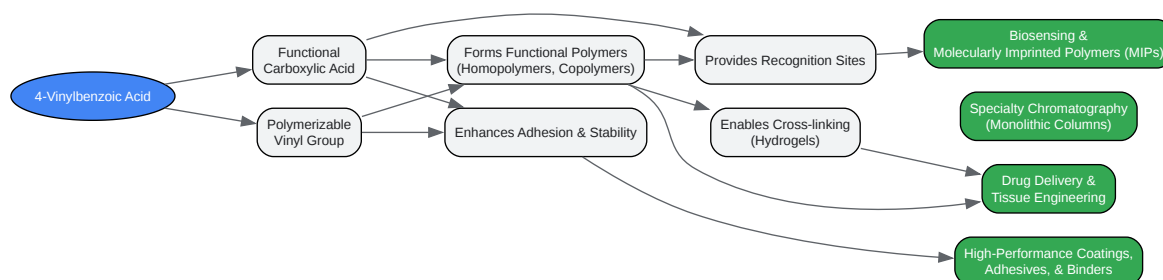 4-Vinylbenzoic Acid
Functional
Carboxylic Acid
Polymerizable
Vinyl Group
Forms Functional Polymers
(Homopolymers, Copolymers)
Enhances Adhesion & Stability
Provides Recognition Sites
Enables Cross-linking
(Hydrogels)
Biosensing &
Molecularly Imprinted Polymers (MIPs)
Specialty Chromatography
(Monolithic Columns)
Drug Delivery &
Tissue Engineering
High-Performance Coatings,
Adhesives, & Binders